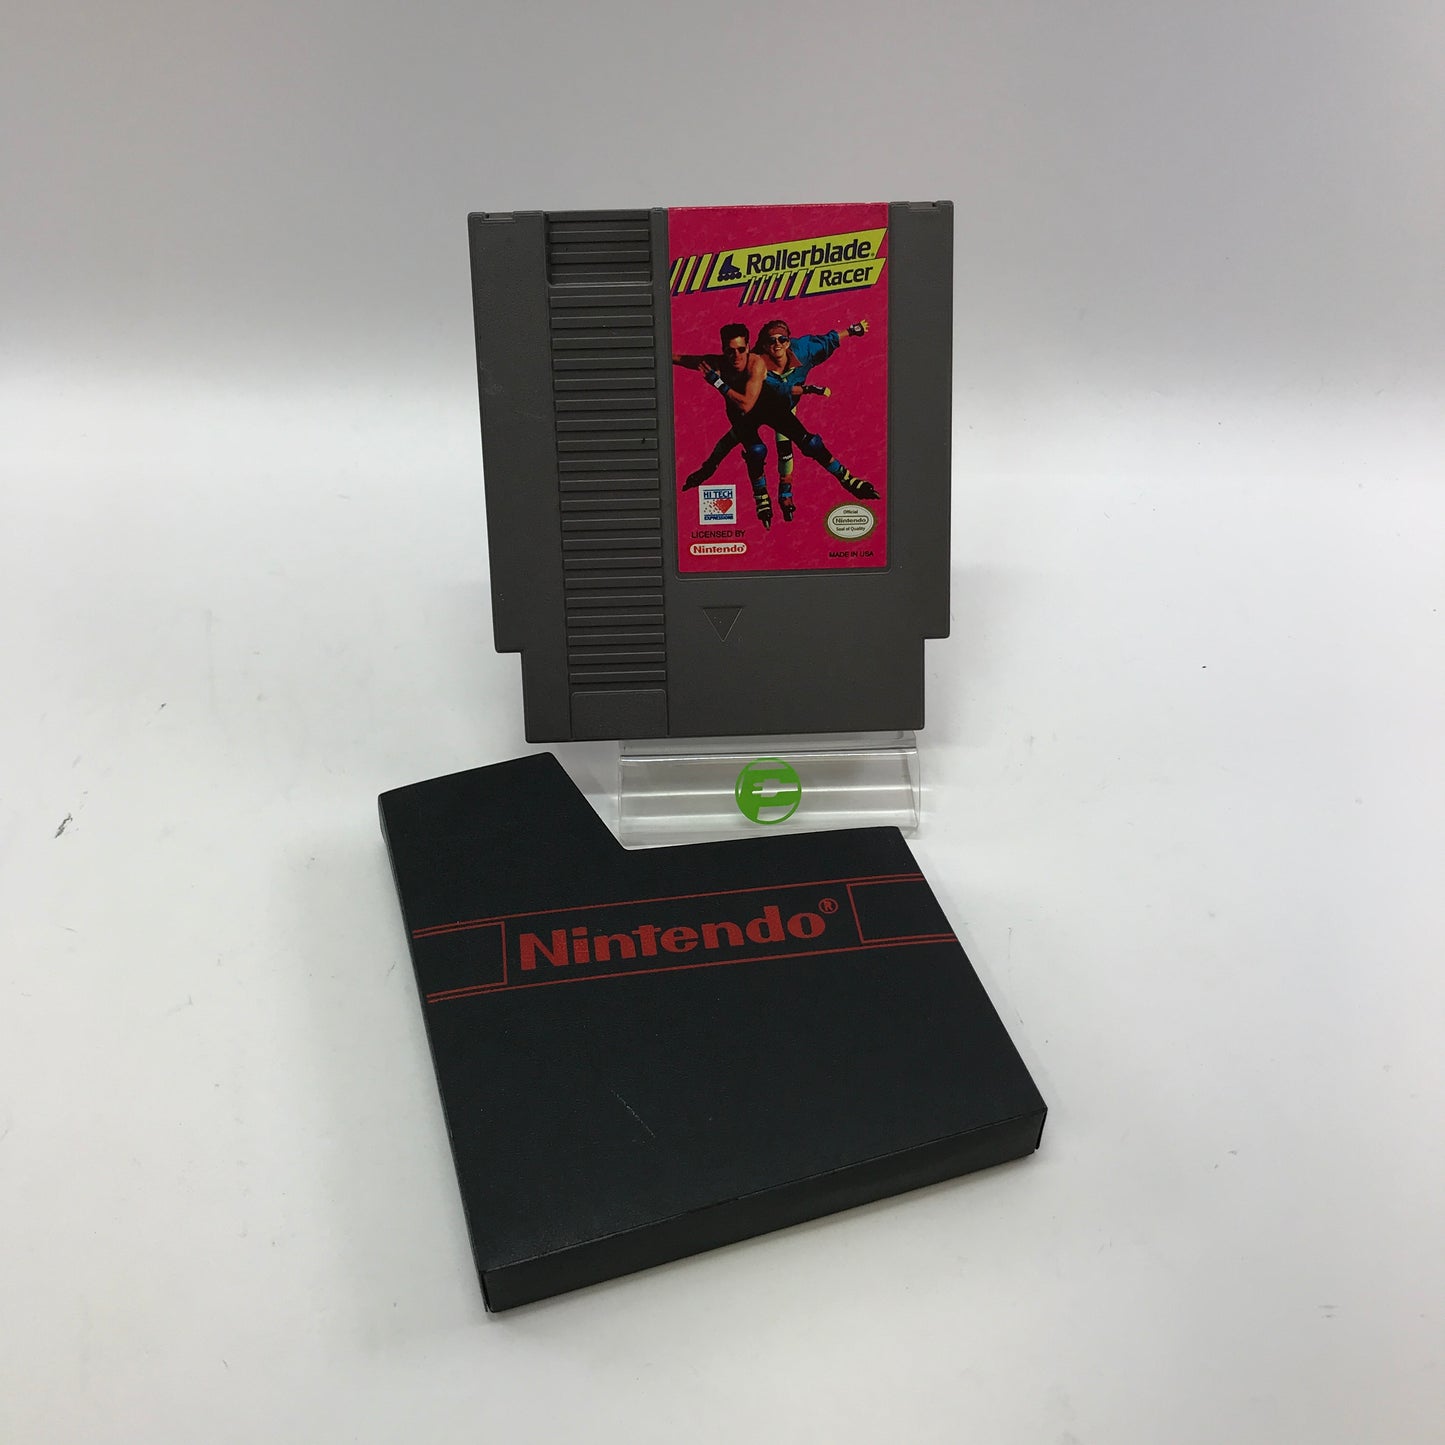 Rollerblade®
Racer
HI TECH
EXPRESSIONS
LICENSED BY
Nintendo®
Official
Nintendo
Seal of Quality
MADE IN USA
Nintendo®